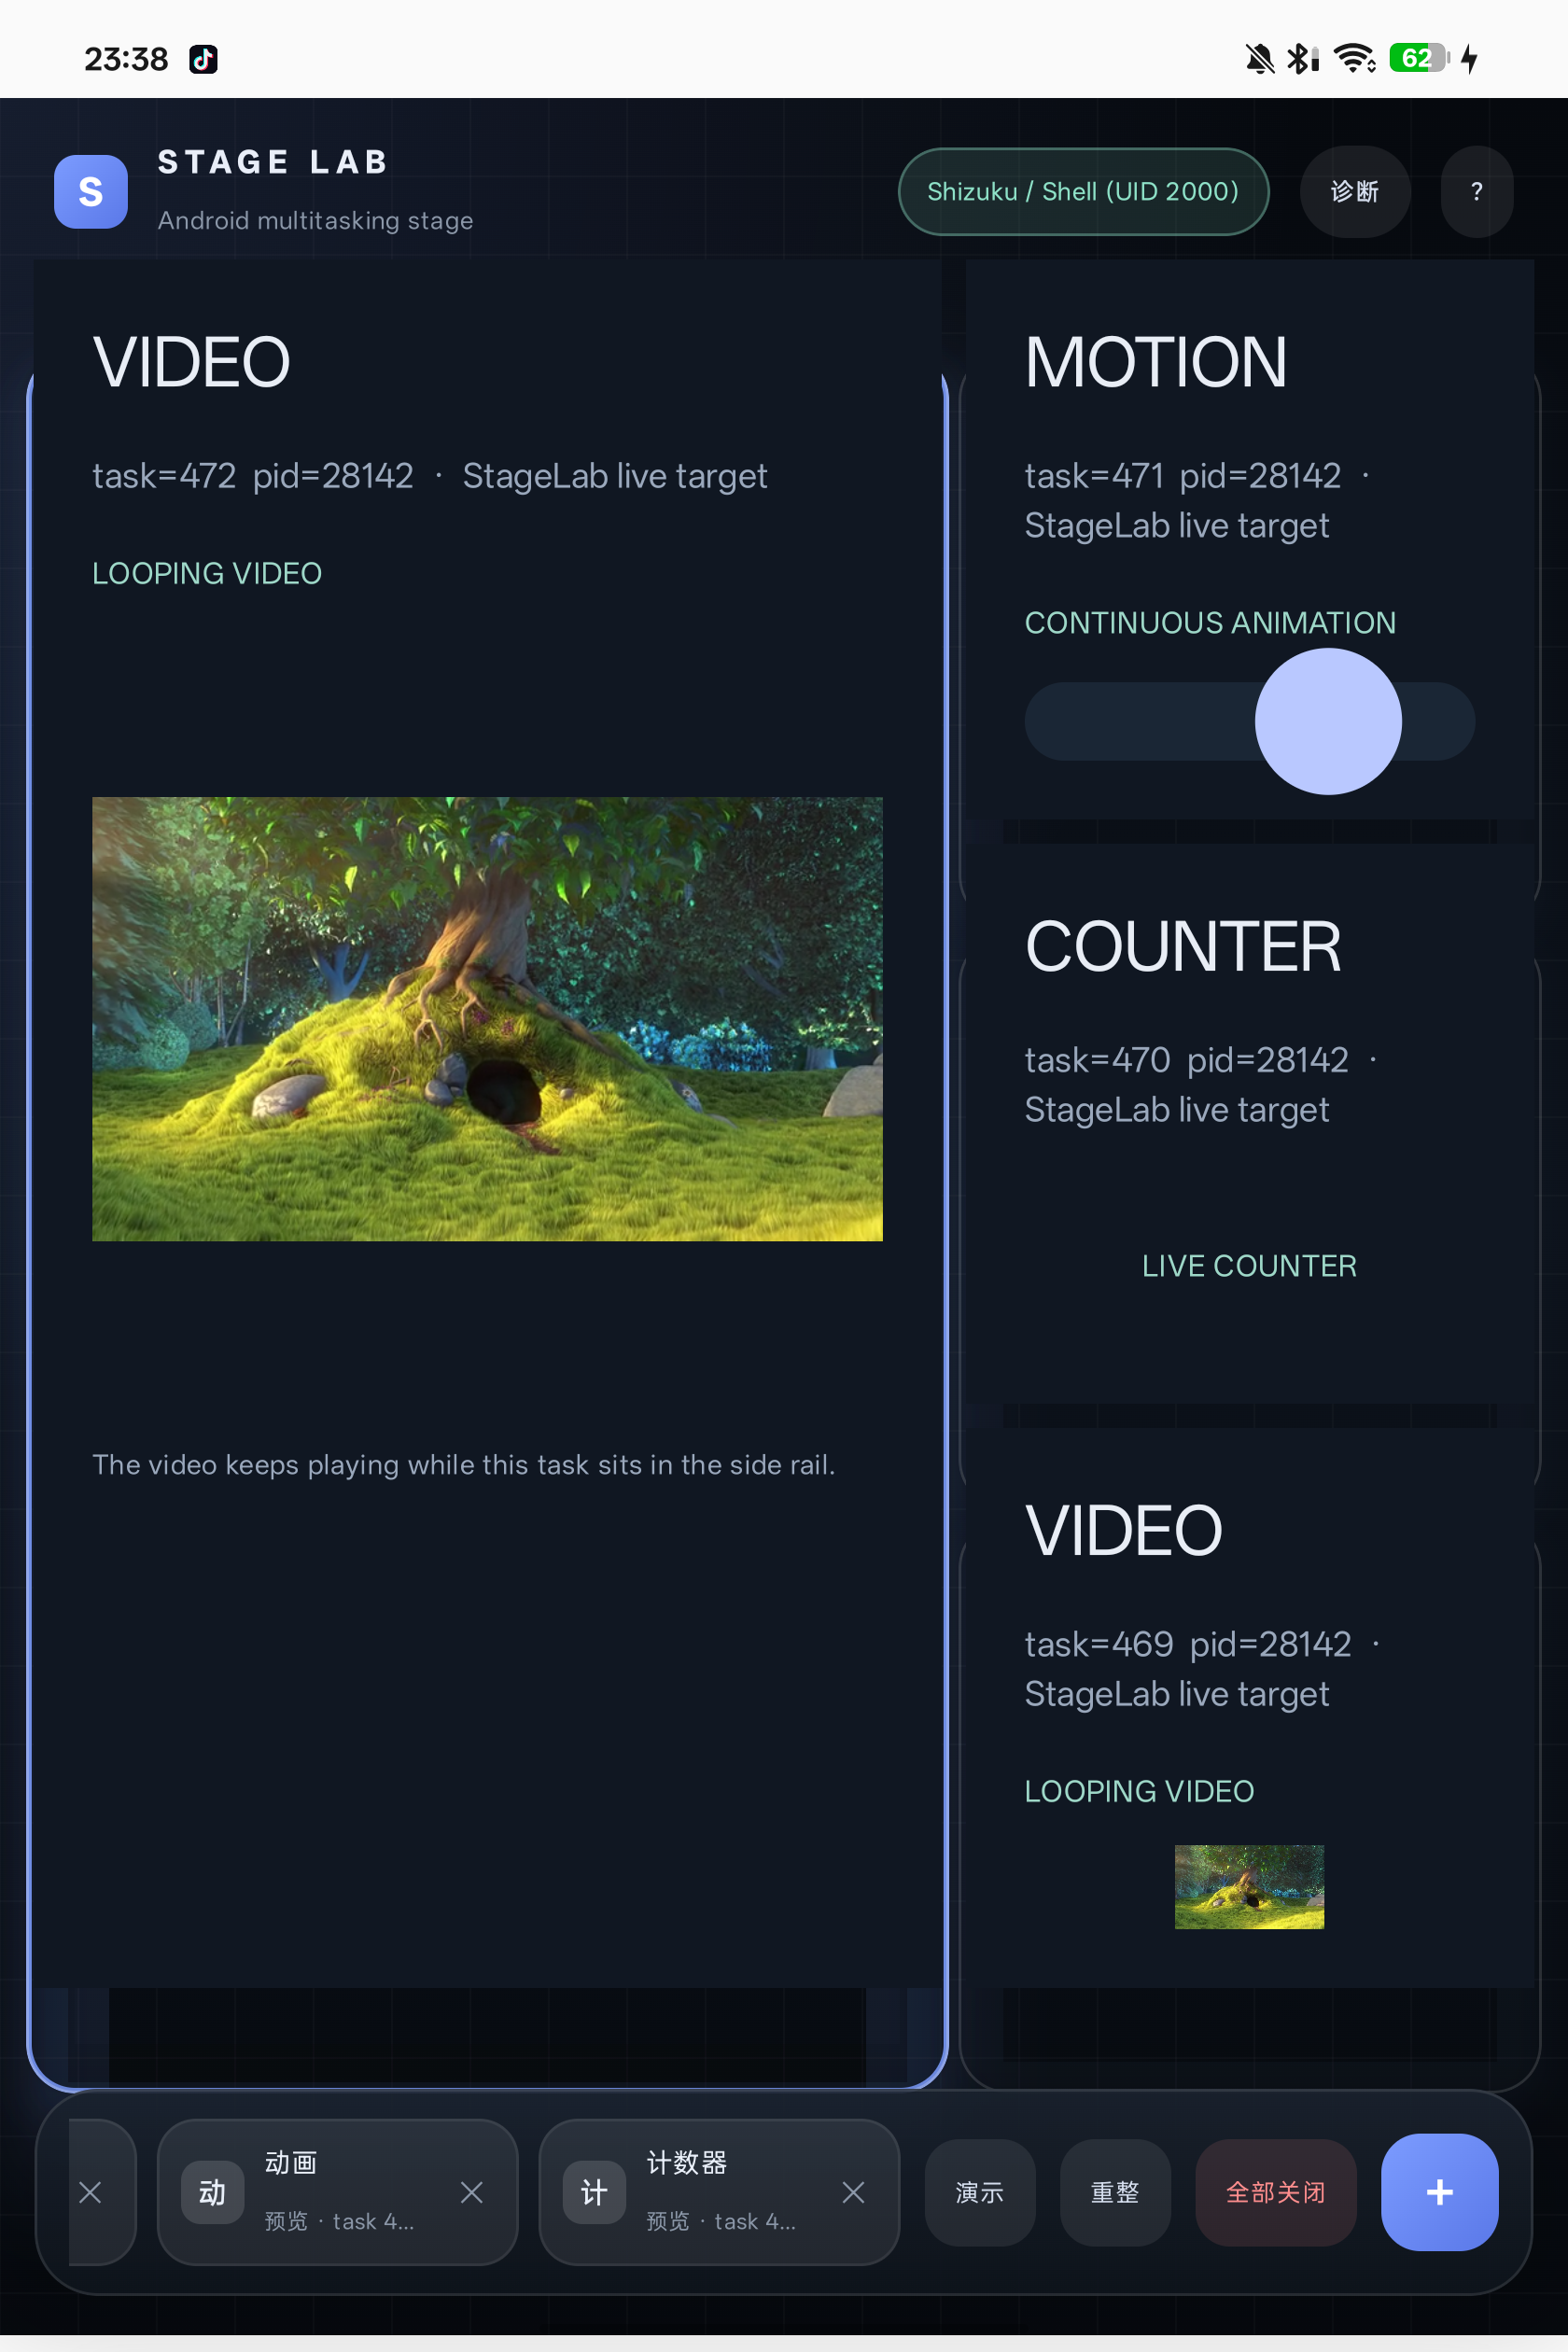 23:38
62
S
STAGE LAB
Android multitasking stage
Shizuku / Shell (UID 2000)
诊断
?
VIDEO
task=472 pid=28142 · StageLab live target
LOOPING VIDEO
The video keeps playing while this task sits in the side rail.
MOTION
task=471 pid=28142 ·
StageLab live target
CONTINUOUS ANIMATION
COUNTER
task=470 pid=28142 ·
StageLab live target
LIVE COUNTER
VIDEO
task=469 pid=28142 ·
StageLab live target
LOOPING VIDEO
动
动画
预览 · task 4...
计
计数器
预览 · task 4...
演示
重整
全部关闭
+